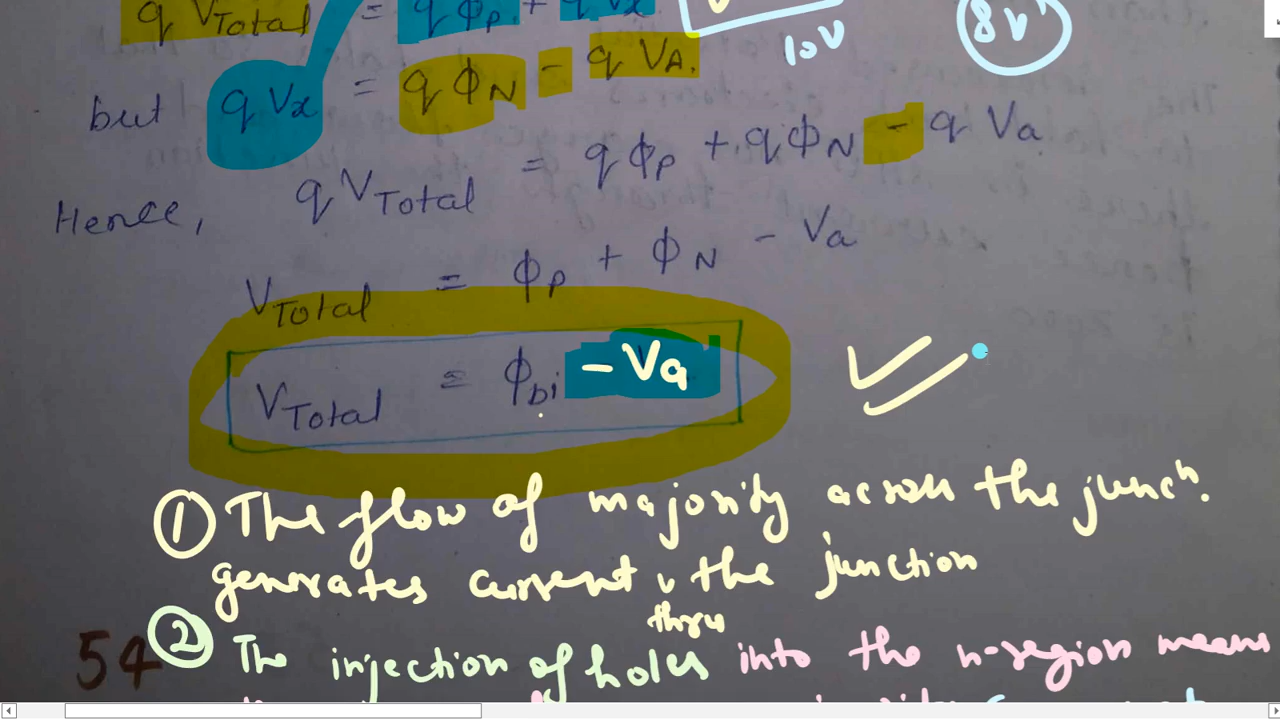 q VTotal = q ϕp + q Vx
10V
8V
but q Vx = q ϕN - q VA.
Hence, q VTotal = q ϕp + q ϕN - q Va
VTotal = ϕp + ϕN - Va
VTotal = ϕbi - Va
① The flow of majority across the juncn.
generates current thru the junction
54
② The injection of holes into the n-region means